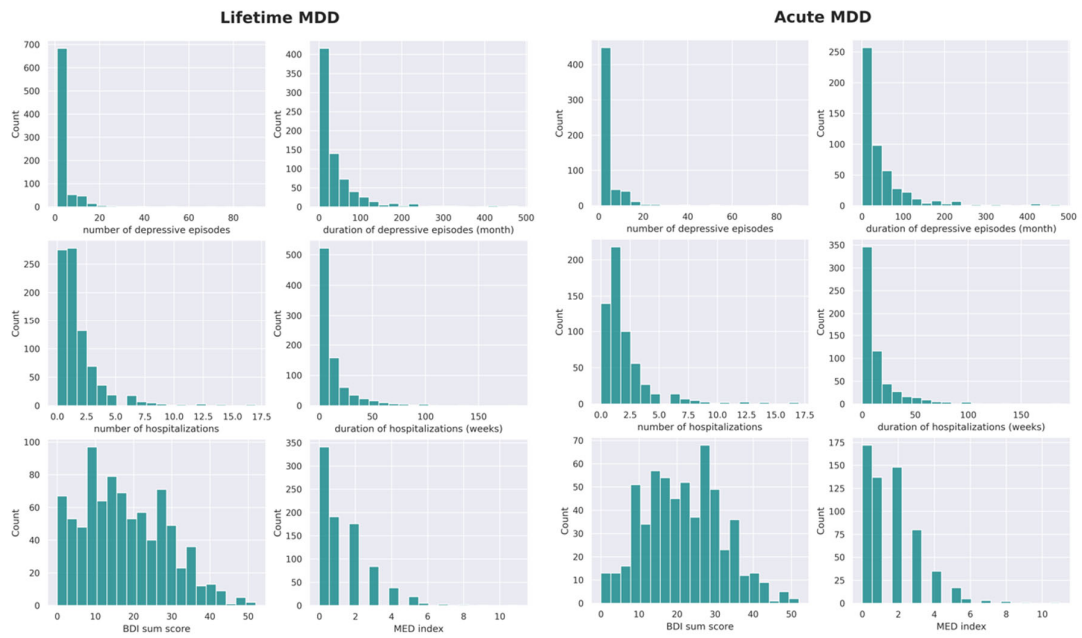 Lifetime MDD
Acute MDD
700
600
500
400
300
200
100
0
Count
0 20 40 60 80
number of depressive episodes
400
350
300
250
200
150
100
50
0
Count
0 100 200 300 400 500
duration of depressive episodes (month)
400
300
200
100
0
Count
0 20 40 60 80
number of depressive episodes
250
200
150
100
50
0
Count
0 100 200 300 400 500
duration of depressive episodes (month)
250
200
150
100
50
0
Count
0.0 2.5 5.0 7.5 10.0 12.5 15.0 17.5
number of hospitalizations
500
400
300
200
100
0
Count
0 50 100 150
duration of hospitalizations (weeks)
200
150
100
50
0
Count
0.0 2.5 5.0 7.5 10.0 12.5 15.0 17.5
number of hospitalizations
350
300
250
200
150
100
50
0
Count
0 50 100 150
duration of hospitalizations (weeks)
100
80
60
40
20
0
Count
0 10 20 30 40 50
BDI sum score
350
300
250
200
150
100
50
0
Count
0 2 4 6 8 10
MED index
70
60
50
40
30
20
10
0
Count
0 10 20 30 40 50
BDI sum score
175
150
125
100
75
50
25
0
Count
0 2 4 6 8 10
MED index